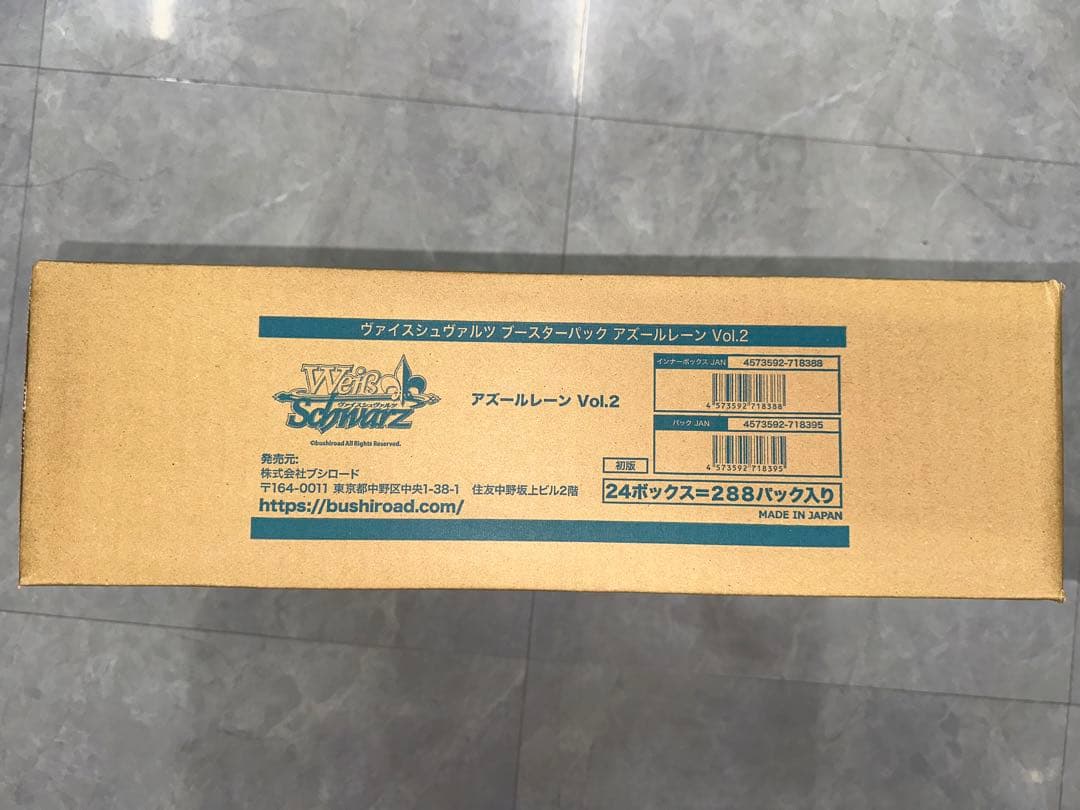 ヴァイスシュヴァルツ ブースターパック アズールレーン Vol.2
Weiß
ヴァイスシュヴァルツ
Schwarz
©bushiroad All Rights Reserved.
アズールレーン Vol.2
インナーボックス JAN 4573592-718388
4 573592 718388
パック JAN 4573592-718395
4 573592 718395
発売元:
株式会社ブシロード
〒164-0011 東京都中野区中央1-38-1 住友中野坂上ビル2階
https://bushiroad.com/
初版
24ボックス=288パック入り
MADE IN JAPAN